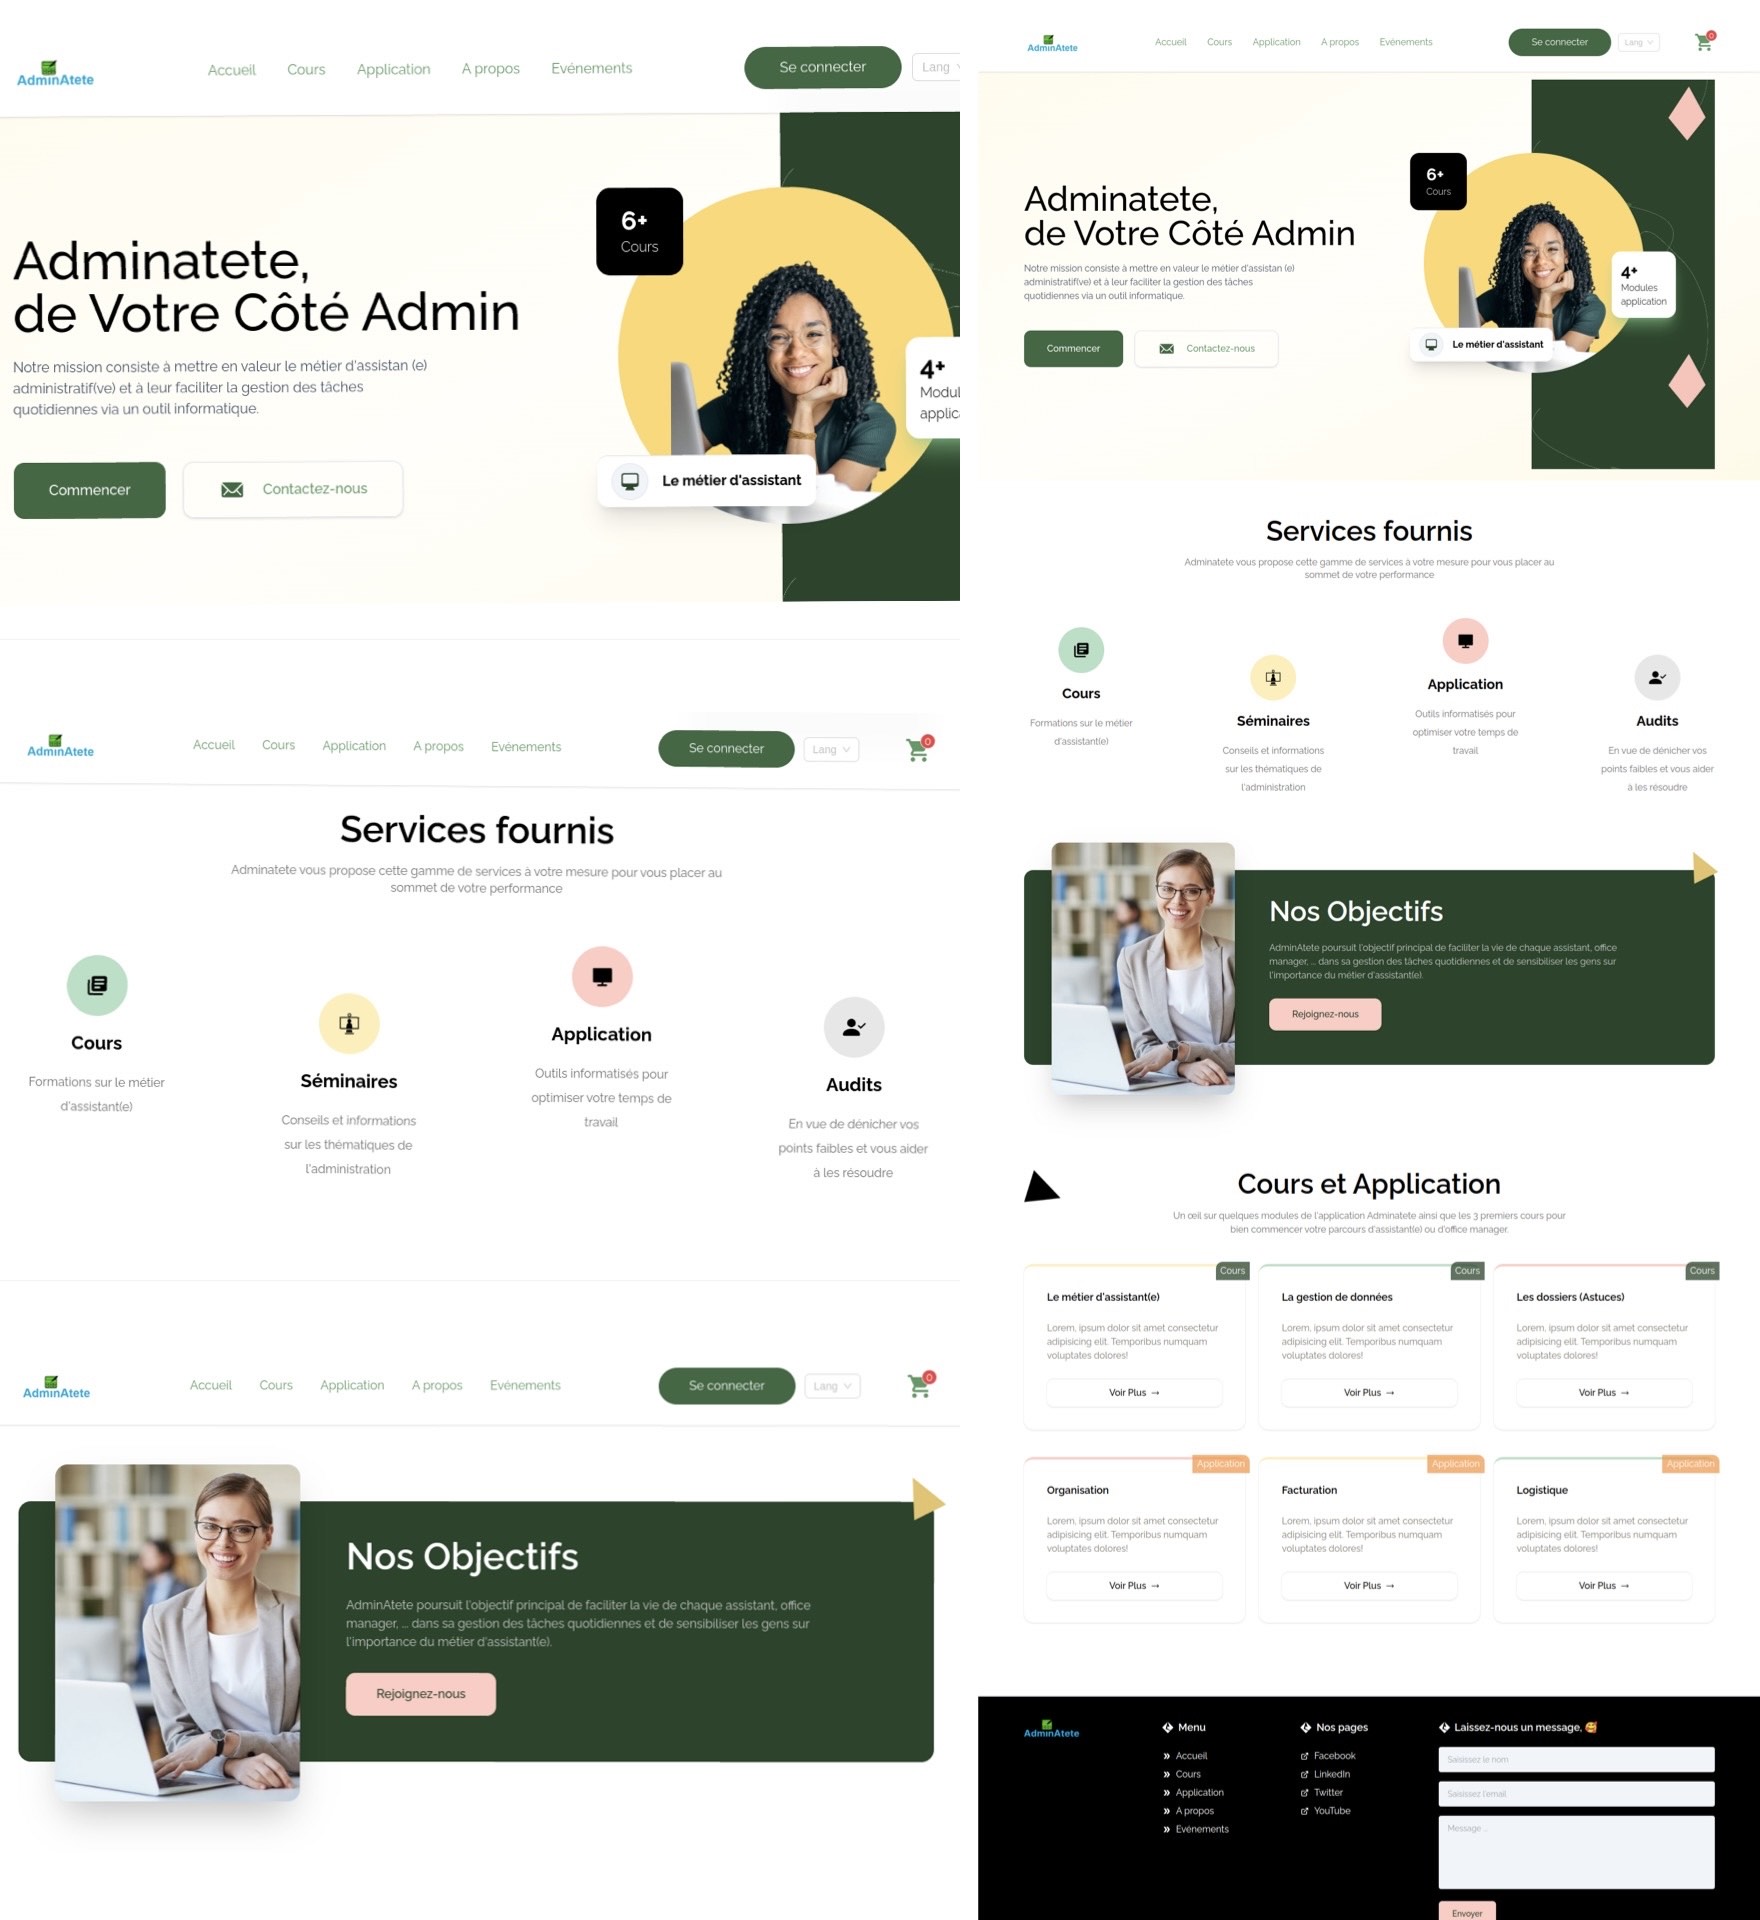 AdminAtete
Accueil Cours Application A propos Evénements
Se connecter
Lang
6+
Cours
Adminatete,
de Votre Côté Admin
Notre mission consiste à mettre en valeur le métier d'assistan (e)
administratif(ve) et à leur faciliter la gestion des tâches
quotidiennes via un outil informatique.
4+
Modul
applica
Le métier d'assistant
Commencer
Contactez-nous
AdminAtete
Accueil Cours Application A propos Evénements
Se connecter
Lang
0
Services fournis
Adminatete vous propose cette gamme de services à votre mesure pour vous placer au
sommet de votre performance
Cours
Formations sur le métier
d'assistant(e)
Séminaires
Conseils et informations
sur les thématiques de
l'administration
Application
Outils informatisés pour
optimiser votre temps de
travail
Audits
En vue de dénicher vos
points faibles et vous aider
à les résoudre
AdminAtete
Accueil Cours Application A propos Evénements
Se connecter
Lang
0
Nos Objectifs
AdminAtete poursuit l'objectif principal de faciliter la vie de chaque assistant, office
manager, ... dans sa gestion des tâches quotidiennes et de sensibiliser les gens sur
l'importance du métier d'assistant(e).
Rejoignez-nous
AdminAtete
Accueil Cours Application A propos Evénements
Se connecter
Lang
0
6+
Cours
Adminatete,
de Votre Côté Admin
Notre mission consiste à mettre en valeur le métier d'assistan (e)
administratif(ve) et à leur faciliter la gestion des tâches
quotidiennes via un outil informatique.
4+
Modules
application
Le métier d'assistant
Commencer
Contactez-nous
Services fournis
Adminatete vous propose cette gamme de services à votre mesure pour vous placer au
sommet de votre performance
Cours
Formations sur le métier
d'assistant(e)
Séminaires
Conseils et informations
sur les thématiques de
l'administration
Application
Outils informatisés pour
optimiser votre temps de
travail
Audits
En vue de dénicher vos
points faibles et vous aider
à les résoudre
Nos Objectifs
AdminAtete poursuit l'objectif principal de faciliter la vie de chaque assistant, office
manager, ... dans sa gestion des tâches quotidiennes et de sensibiliser les gens sur
l'importance du métier d'assistant(e).
Rejoignez-nous
Cours et Application
Un œil sur quelques modules de l'application Adminatete ainsi que les 3 premiers cours pour
bien commencer votre parcours d'assistant(e) ou d'office manager.
Cours
Le métier d'assistant(e)
Lorem, ipsum dolor sit amet consectetur
adipisicing elit. Temporibus numquam
voluptates dolores!
Voir Plus →
Cours
La gestion de données
Lorem, ipsum dolor sit amet consectetur
adipisicing elit. Temporibus numquam
voluptates dolores!
Voir Plus →
Cours
Les dossiers (Astuces)
Lorem, ipsum dolor sit amet consectetur
adipisicing elit. Temporibus numquam
voluptates dolores!
Voir Plus →
Application
Organisation
Lorem, ipsum dolor sit amet consectetur
adipisicing elit. Temporibus numquam
voluptates dolores!
Voir Plus →
Application
Facturation
Lorem, ipsum dolor sit amet consectetur
adipisicing elit. Temporibus numquam
voluptates dolores!
Voir Plus →
Application
Logistique
Lorem, ipsum dolor sit amet consectetur
adipisicing elit. Temporibus numquam
voluptates dolores!
Voir Plus →
AdminAtete
Menu
Accueil
Cours
Application
A propos
Evénements
Nos pages
Facebook
LinkedIn
Twitter
YouTube
Laissez-nous un message, 🥰
Saisissez le nom
Saisissez l'email
Message ...
Envoyer